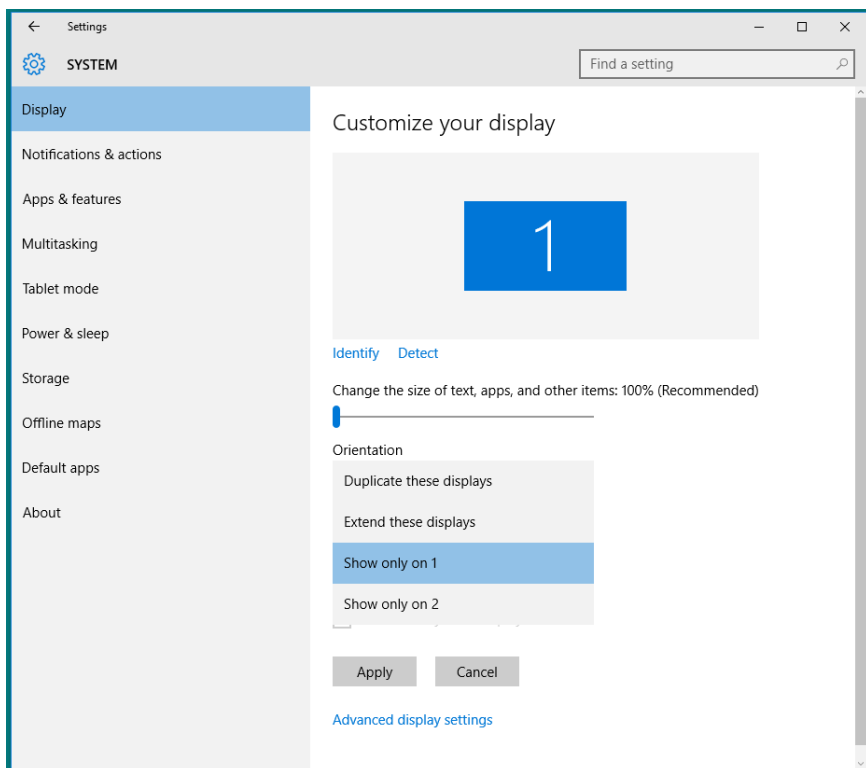 Settings
SYSTEM
Find a setting
Display
Notifications & actions
Apps & features
Multitasking
Tablet mode
Power & sleep
Storage
Offline maps
Default apps
About
Customize your display
1
Identify Detect
Change the size of text, apps, and other items: 100% (Recommended)
Orientation
Duplicate these displays
Extend these displays
Show only on 1
Show only on 2
Apply Cancel
Advanced display settings